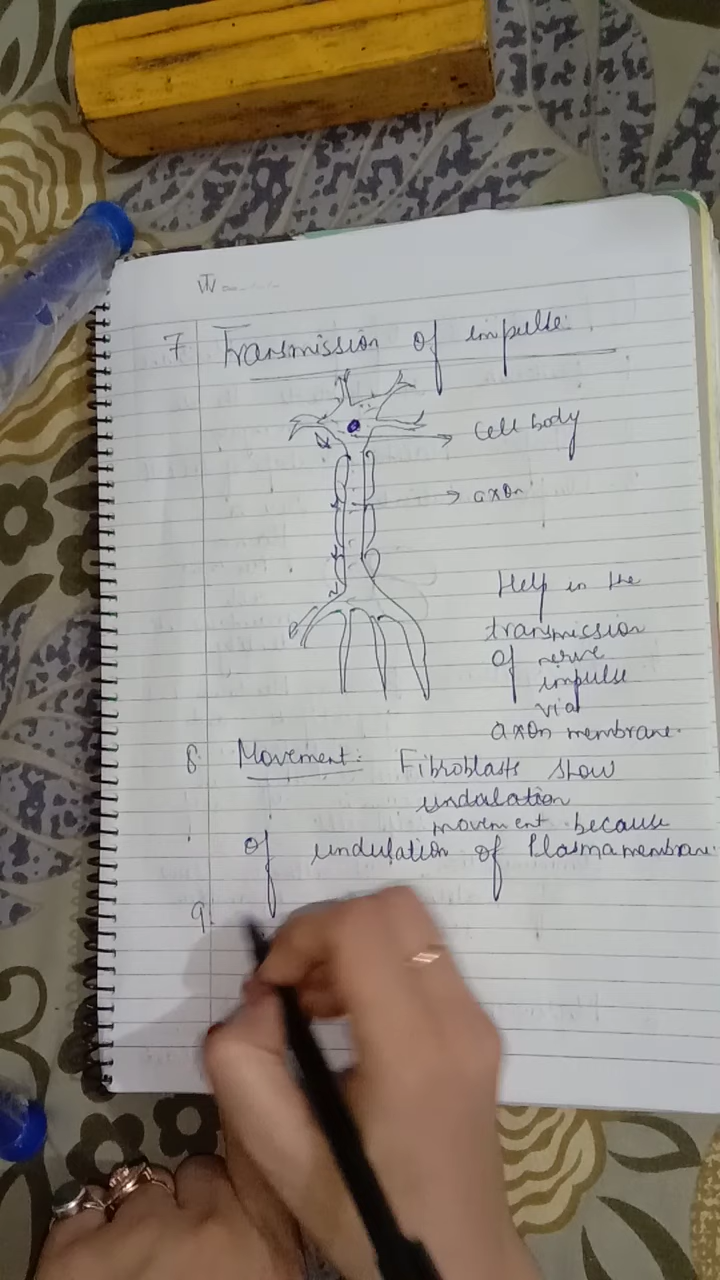 7 Transmission of impulse:
Cell body
axon
Help in the
transmission
of nerve
impulse
via
axon membrane.
8. Movement: Fibroblasts show
undulation
movement because
of undulation of Plasmamembrane.
9.